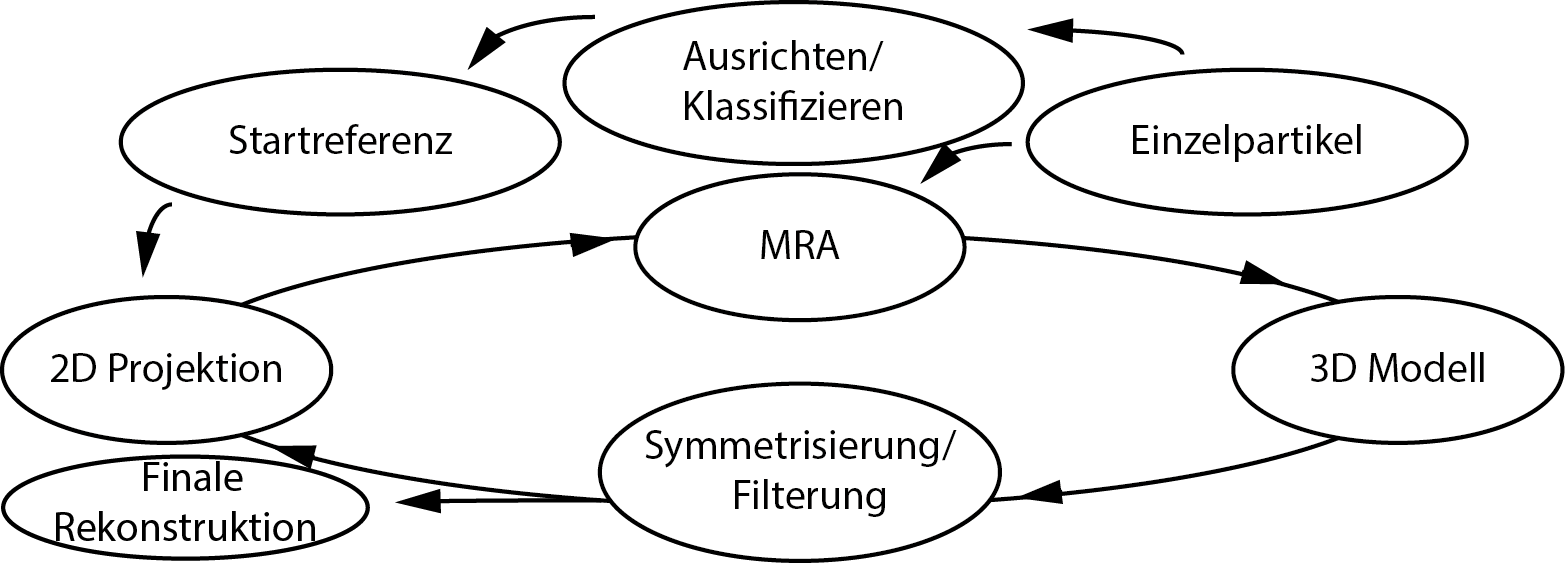 Ausrichten/
Klassifizieren
Startreferenz
Einzelpartikel
MRA
2D Projektion
3D Modell
Symmetrisierung/
Filterung
Finale
Rekonstruktion